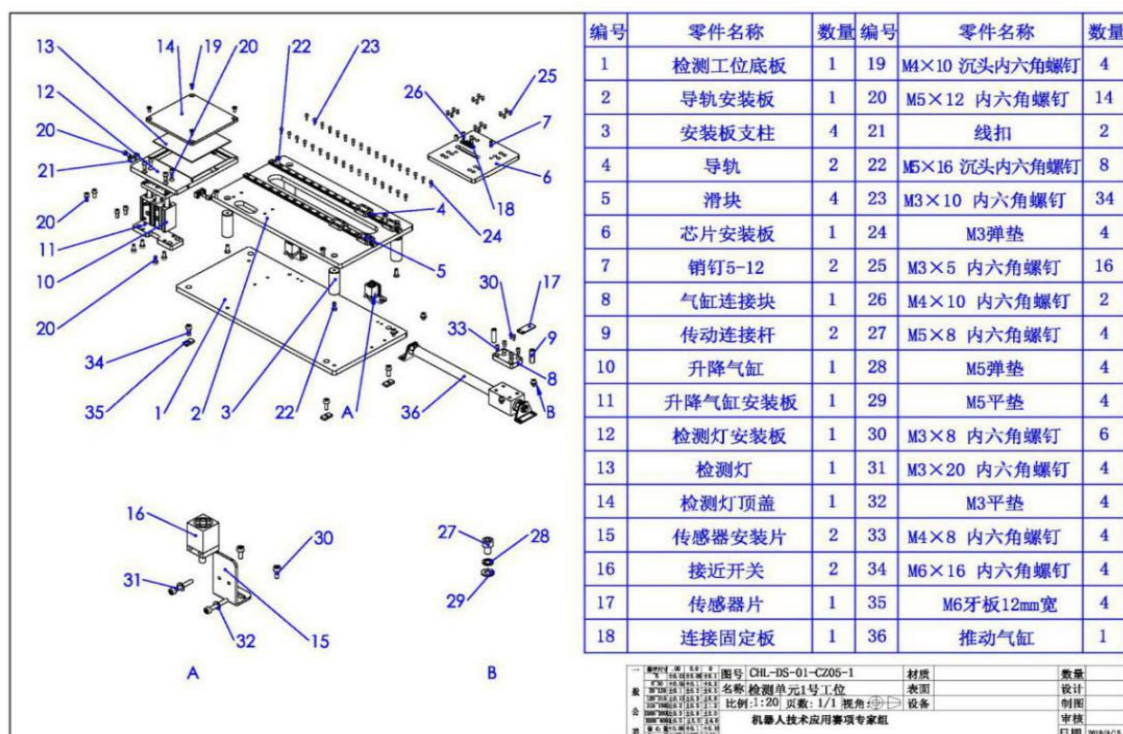 编号 零件名称 数量 编号 零件名称 数量
1 检测工位底板 1 19 M4×10 沉头内六角螺钉 4
2 导轨安装板 1 20 M5×12 内六角螺钉 14
3 安装板支柱 4 21 线扣 2
4 导轨 2 22 M5×16 沉头内六角螺钉 8
5 滑块 4 23 M3×10 内六角螺钉 34
6 芯片安装板 1 24 M3弹垫 4
7 销钉5-12 2 25 M3×5 内六角螺钉 16
8 气缸连接块 1 26 M4×10 内六角螺钉 2
9 传动连接杆 2 27 M5×8 内六角螺钉 4
10 升降气缸 1 28 M5弹垫 4
11 升降气缸安装板 1 29 M5平垫 4
12 检测灯安装板 1 30 M3×8 内六角螺钉 6
13 检测灯 1 31 M3×20 内六角螺钉 4
14 检测灯顶盖 1 32 M3平垫 4
15 传感器安装片 2 33 M4×8 内六角螺钉 4
16 接近开关 2 34 M6×16 内六角螺钉 4
17 传感器片 1 35 M6牙板12mm宽 4
18 连接固定板 1 36 推动气缸 1
13 14 19 20 22 23
12 26 25
20 7
21 6
20 18
11 4 24
10 5
20 30 17
34 33 9
35 1 2 3 22 A 36 8 B
16 30 27 28
31 29
32 15
A B
图号 CHL-DS-01-CZ05-1 材质 数量
名称 检测单元1号工位 表面 设计
比例:1:20 页数: 1/1 视角: 设备 制图
机器人技术应用赛项专家组 审核
日期